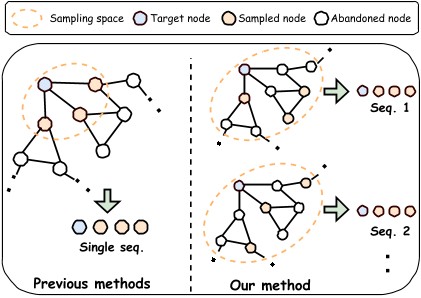 Sampling space Target node Sampled node Abandoned node
Seq. 1
Single seq.
Seq. 2
Previous methods
Our method